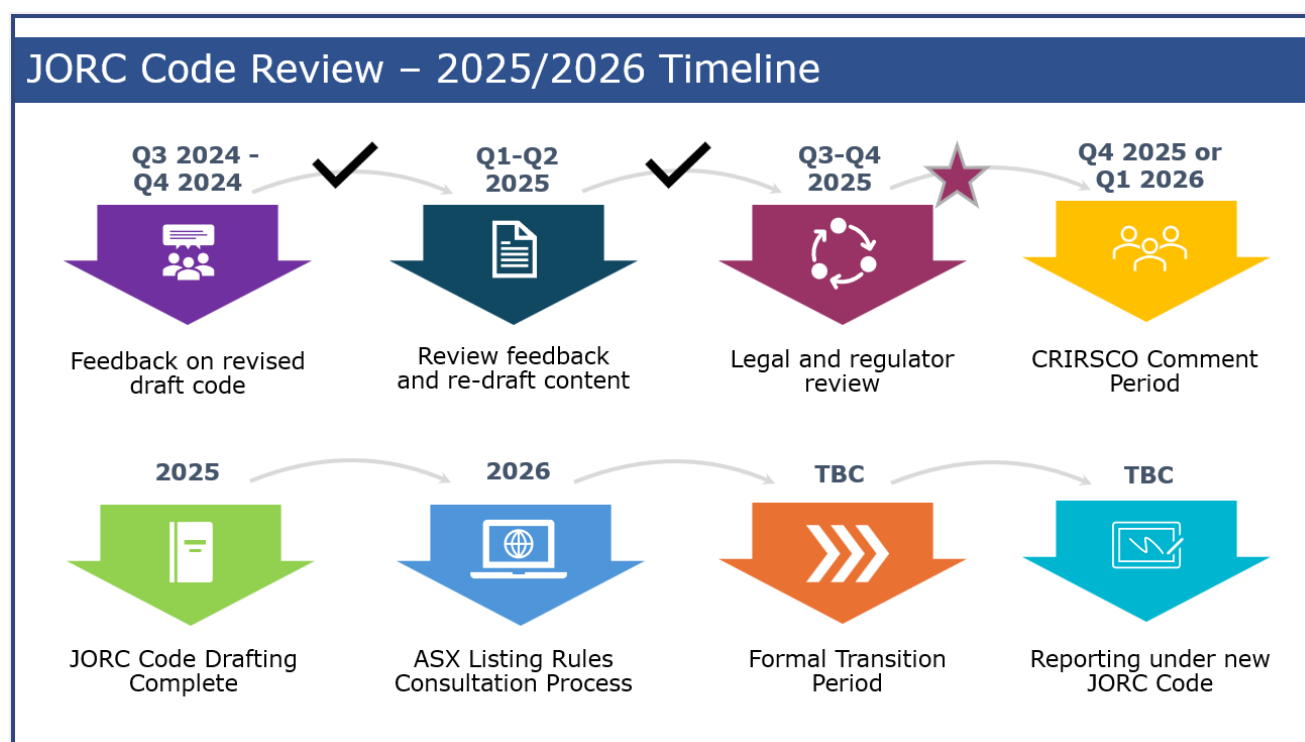 JORC Code Review – 2025/2026 Timeline
Q3 2024 -
Q4 2024
Q1-Q2
2025
Q3-Q4
2025
Q4 2025 or
Q1 2026
Feedback on revised
draft code
Review feedback
and re-draft content
Legal and regulator
review
CRIRSCO Comment
Period
2025
2026
TBC
TBC
JORC Code Drafting
Complete
ASX Listing Rules
Consultation Process
Formal Transition
Period
Reporting under new
JORC Code